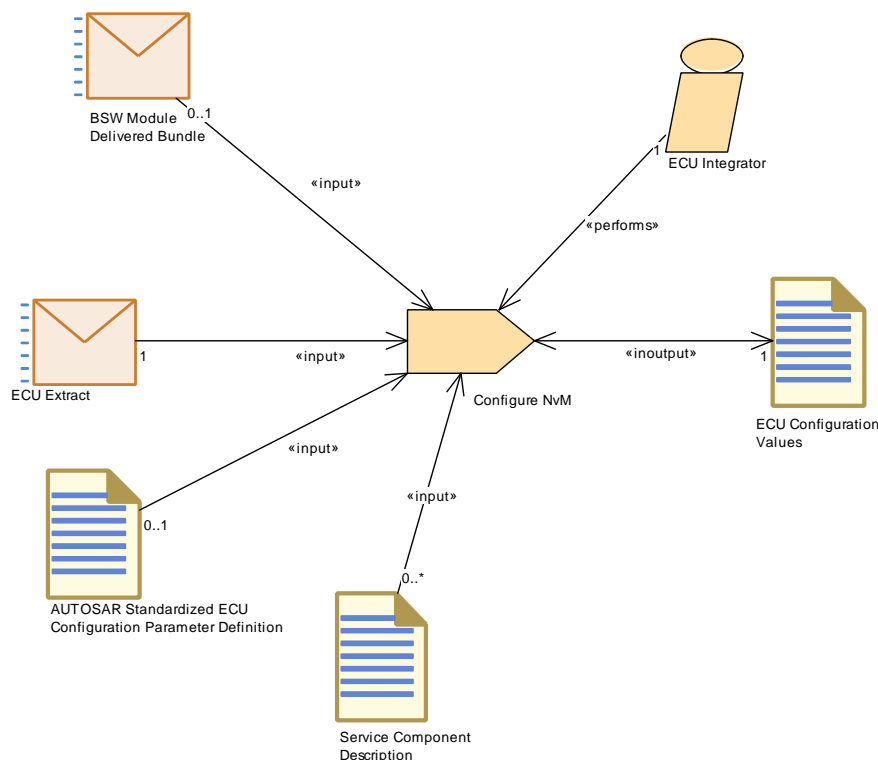 0..1
BSW Module
Delivered Bundle
1
ECU Integrator
«input»
«performs»
1
«input»
ECU Extract
«inoutput»
1
Configure NvM
ECU Configuration
Values
«input»
0..1
«input»
0..*
AUTOSAR Standardized ECU
Configuration Parameter Definition
Service Component
Description